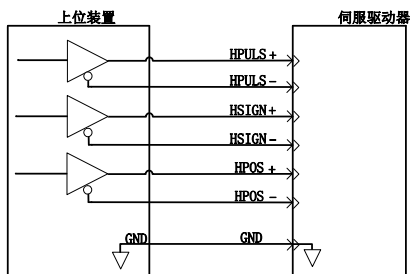 上位装置
伺服驱动器
HPULS+
HPULS-
HSIGN+
HSIGN-
HPOS +
HPOS -
GND
GND